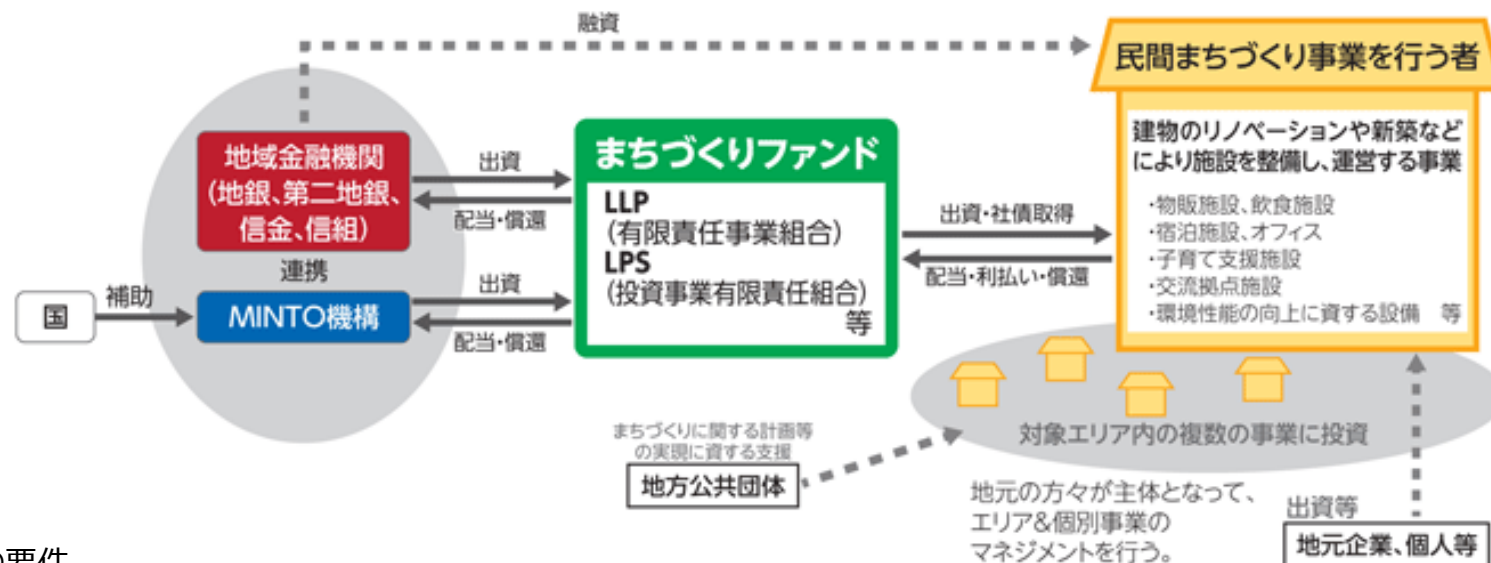 融資
民間まちづくり事業を行う者
建物のリノベーションや新築など
により施設を整備し、運営する事業
・物販施設、飲食施設
・宿泊施設、オフィス
・子育て支援施設
・交流拠点施設
・環境性能の向上に資する設備 等
地域金融機関
(地銀、第二地銀、
信金、信組)
連携
MINTO機構
国
補助
出資
配当・償還
出資
配当・償還
まちづくりファンド
LLP
(有限責任事業組合)
LPS
(投資事業有限責任組合)
等
出資・社債取得
配当・利払い・償還
対象エリア内の複数の事業に投資
まちづくりに関する計画等
の実現に資する支援
地方公共団体
地元の方々が主体となって、
エリア&個別事業の
マネジメントを行う。
出資等
地元企業、個人等
の要件